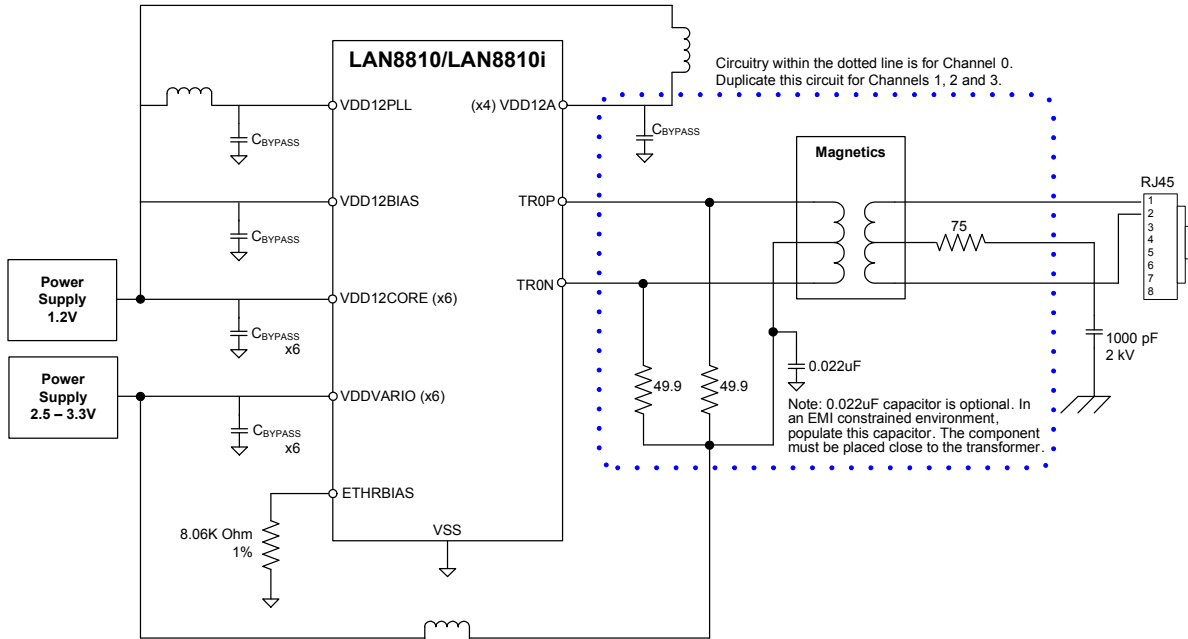 LAN8810/LAN8810i
Circuitry within the dotted line is for Channel 0.
Duplicate this circuit for Channels 1, 2 and 3.
VDD12PLL
(x4) VDD12A
CBYPASS
CBYPASS
Magnetics
RJ45
VDD12BIAS
TR0P
1
2
3
4
5
6
7
8
75
CBYPASS
Power
Supply
1.2V
VDD12CORE (x6)
TR0N
CBYPASS
x6
1000 pF
2 kV
Power
Supply
2.5 – 3.3V
0.022uF
49.9
49.9
VDDVARIO (x6)
Note: 0.022uF capacitor is optional. In
an EMI constrained environment,
populate this capacitor. The component
must be placed close to the transformer.
CBYPASS
x6
ETHRBIAS
8.06K Ohm
1%
VSS